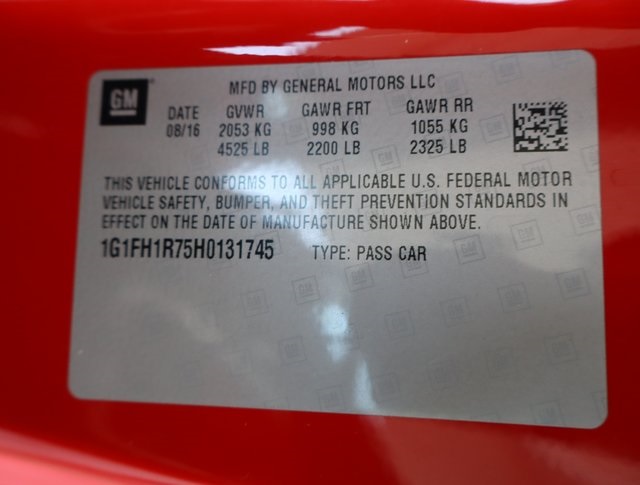 GM
MFD BY GENERAL MOTORS LLC
DATE GVWR GAWR FRT GAWR RR
08/16 2053 KG 998 KG 1055 KG
4525 LB 2200 LB 2325 LB
THIS VEHICLE CONFORMS TO ALL APPLICABLE U.S. FEDERAL MOTOR
VEHICLE SAFETY, BUMPER, AND THEFT PREVENTION STANDARDS IN
EFFECT ON THE DATE OF MANUFACTURE SHOWN ABOVE.
1G1FH1R75H0131745 TYPE: PASS CAR